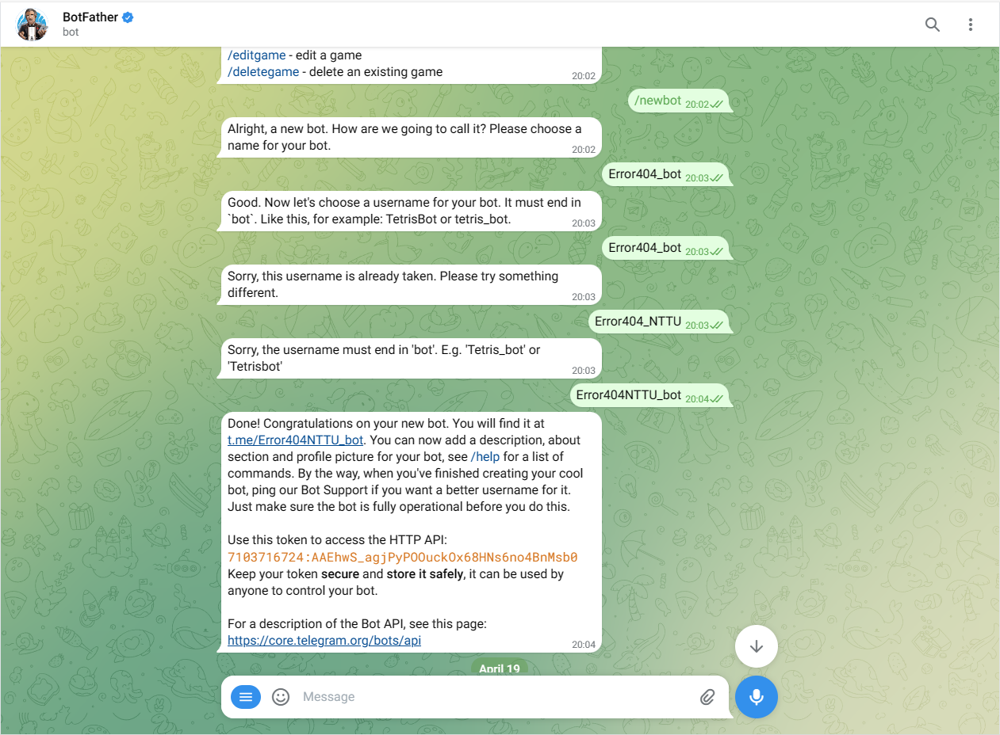 BotFather
bot
/editgame - edit a game
/deletegame - delete an existing game
20:02
/newbot 20:02
Alright, a new bot. How are we going to call it? Please choose a
name for your bot.
20:02
Error404_bot 20:03
Good. Now let's choose a username for your bot. It must end in
`bot`. Like this, for example: TetrisBot or tetris_bot.
20:03
Error404_bot 20:03
Sorry, this username is already taken. Please try something
different.
20:03
Error404_NTTU 20:03
Sorry, the username must end in 'bot'. E.g. 'Tetris_bot' or
'Tetrisbot'
20:03
Error404NTTU_bot 20:04
Done! Congratulations on your new bot. You will find it at
t.me/Error404NTTU_bot. You can now add a description, about
section and profile picture for your bot, see /help for a list of
commands. By the way, when you've finished creating your cool
bot, ping our Bot Support if you want a better username for it.
Just make sure the bot is fully operational before you do this.
Use this token to access the HTTP API:
7103716724:AAEhwS_agjPyPOOuckOx68HNs6no4BnMsb0
Keep your token secure and store it safely, it can be used by
anyone to control your bot.
For a description of the Bot API, see this page:
https://core.telegram.org/bots/api
20:04
April 19
Message